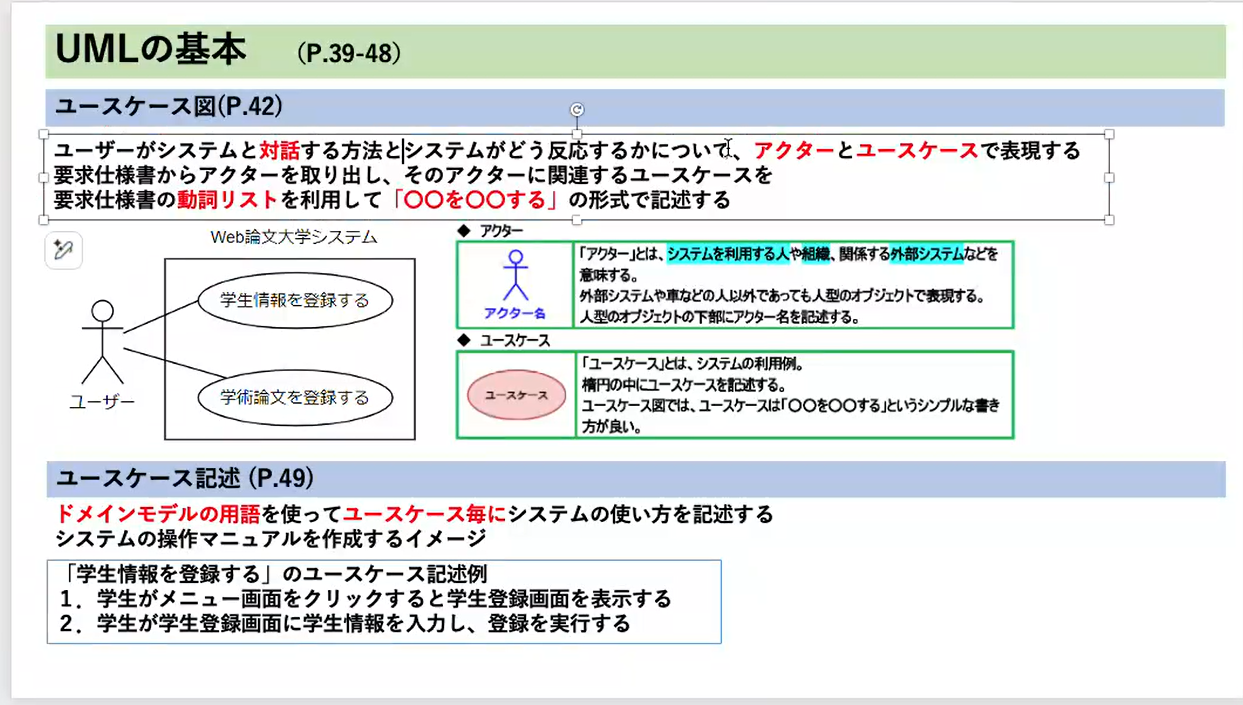 UMLの基本 （P.39-48）
ユースケース図(P.42)
ユーザーがシステムと対話する方法とシステムがどう反応するかについて、アクターとユースケースで表現する
要求仕様書からアクターを取り出し、そのアクターに関連するユースケースを
要求仕様書の動詞リストを利用して「〇〇を〇〇する」の形式で記述する
Web論文大学システム
学生情報を登録する
学術論文を登録する
ユーザー
◆ アクター
アクター名
「アクター」とは、システムを利用する人や組織、関係する外部システムなどを
意味する。
外部システムや車などの人以外であっても人型のオブジェクトで表現する。
人型のオブジェクトの下部にアクター名を記述する。
◆ ユースケース
ユースケース
「ユースケース」とは、システムの利用例。
楕円の中にユースケースを記述する。
ユースケース図では、ユースケースは「〇〇を〇〇する」というシンプルな書き
方が良い。
ユースケース記述 (P.49)
ドメインモデルの用語を使ってユースケース毎にシステムの使い方を記述する
システムの操作マニュアルを作成するイメージ
「学生情報を登録する」のユースケース記述例
１．学生がメニュー画面をクリックすると学生登録画面を表示する
２．学生が学生登録画面に学生情報を入力し、登録を実行する